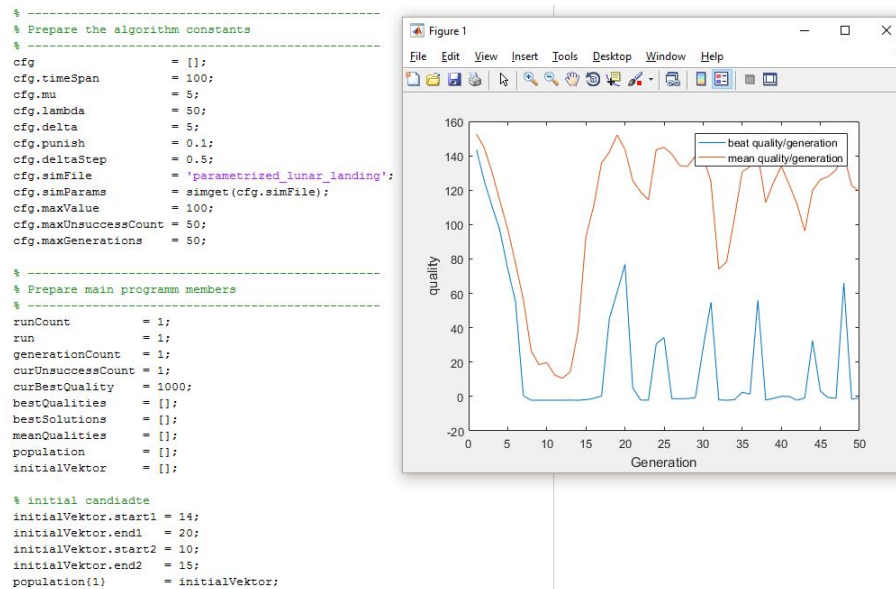 % ---------------------------------------------
% Prepare the algorithm constants
% ---------------------------------------------
cfg = [];
cfg.timeSpan = 100;
cfg.mu = 5;
cfg.lambda = 50;
cfg.delta = 5;
cfg.punish = 0.1;
cfg.deltaStep = 0.5;
cfg.simFile = 'parametrized_lunar_landing';
cfg.simParams = simget(cfg.simFile);
cfg.maxValue = 100;
cfg.maxUnsuccessCount = 50;
cfg.maxGenerations = 50;
% ---------------------------------------------
% Prepare main programm members
% ---------------------------------------------
runCount = 1;
run = 1;
generationCount = 1;
curUnsuccessCount = 1;
curBestQuality = 1000;
bestQualities = [];
bestSolutions = [];
meanQualities = [];
population = [];
initialVektor = [];
% initial candiadte
initialVektor.start1 = 14;
initialVektor.end1 = 20;
initialVektor.start2 = 10;
initialVektor.end2 = 15;
population{1} = initialVektor;
Figure 1
File Edit View Insert Tools Desktop Window Help
beat quality/generation
mean quality/generation
160
140
120
100
80
60
40
20
0
-20
quality
0 5 10 15 20 25 30 35 40 45 50
Generation